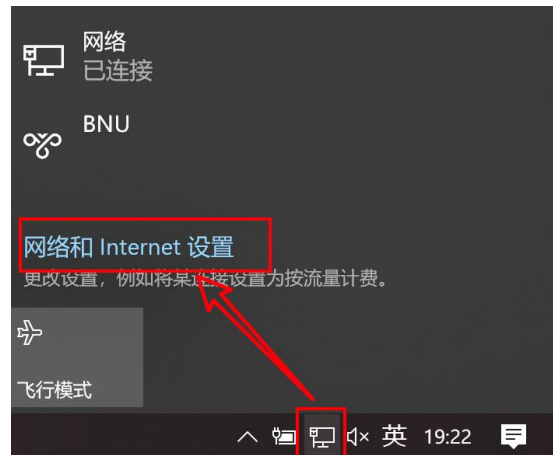 网络
已连接
BNU
网络和 Internet 设置
更改设置，例如将某连接设置为按流量计费。
飞行模式
英 19:22